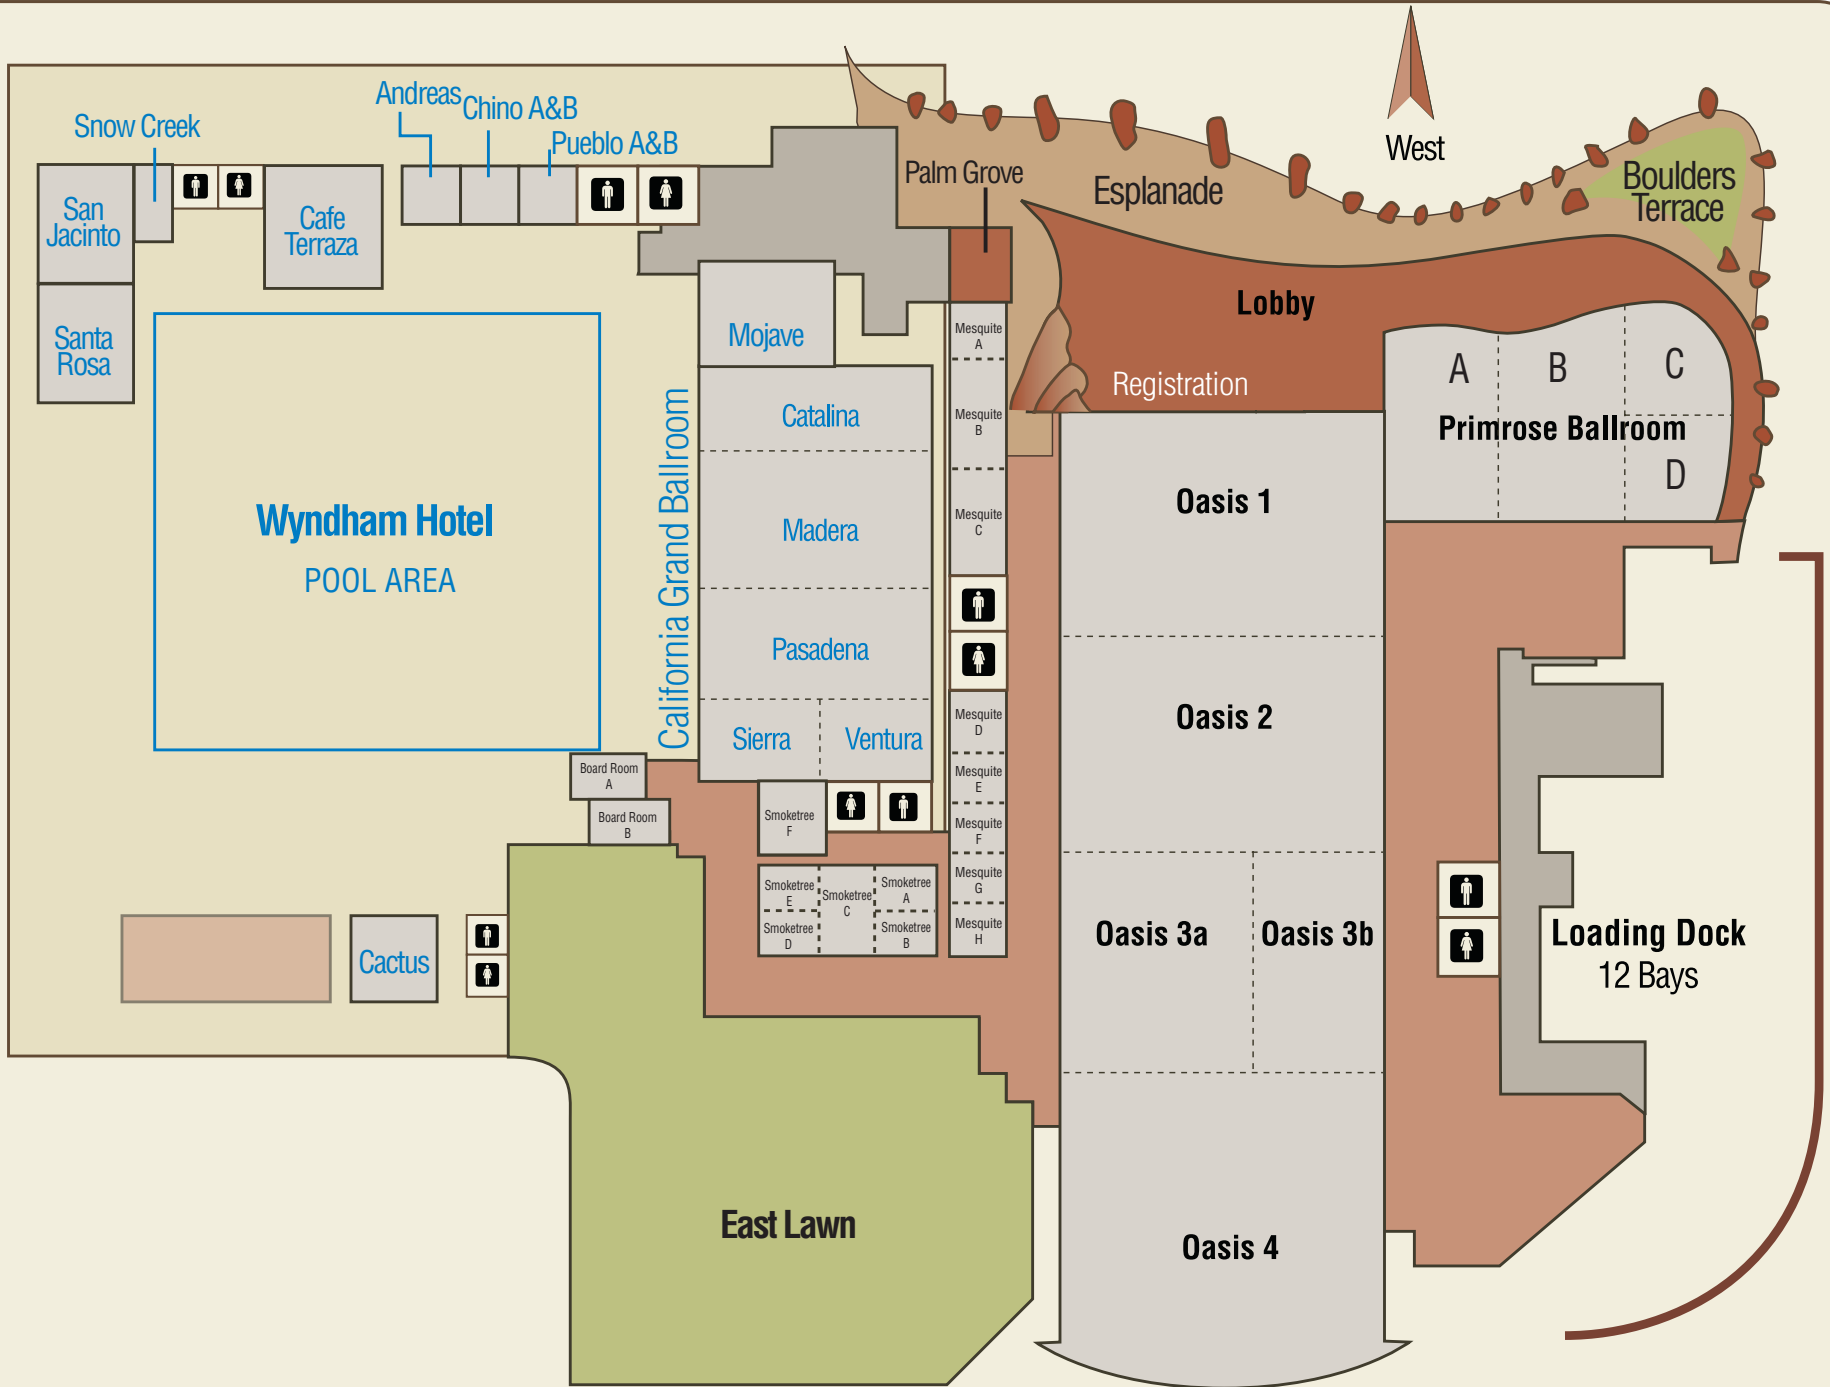 West
Andreas
Chino A&B
Pueblo A&B
Snow Creek
San
Jacinto
Cafe
Terraza
Santa
Rosa
Palm Grove
Esplanade
Boulders
Terrace
Lobby
Registration
Mojave
Catalina
Madera
Pasadena
Sierra
Ventura
California Grand Ballroom
Wyndham Hotel
POOL AREA
Mesquite
A
Mesquite
B
Mesquite
C
Mesquite
D
Mesquite
E
Mesquite
F
Mesquite
G
Mesquite
H
A
B
C
Primrose Ballroom
D
Oasis 1
Oasis 2
Oasis 3a
Oasis 3b
Oasis 4
Board Room
A
Board Room
B
Smoketree
F
Smoketree
E
Smoketree
C
Smoketree
A
Smoketree
D
Smoketree
B
Cactus
Loading Dock
12 Bays
East Lawn